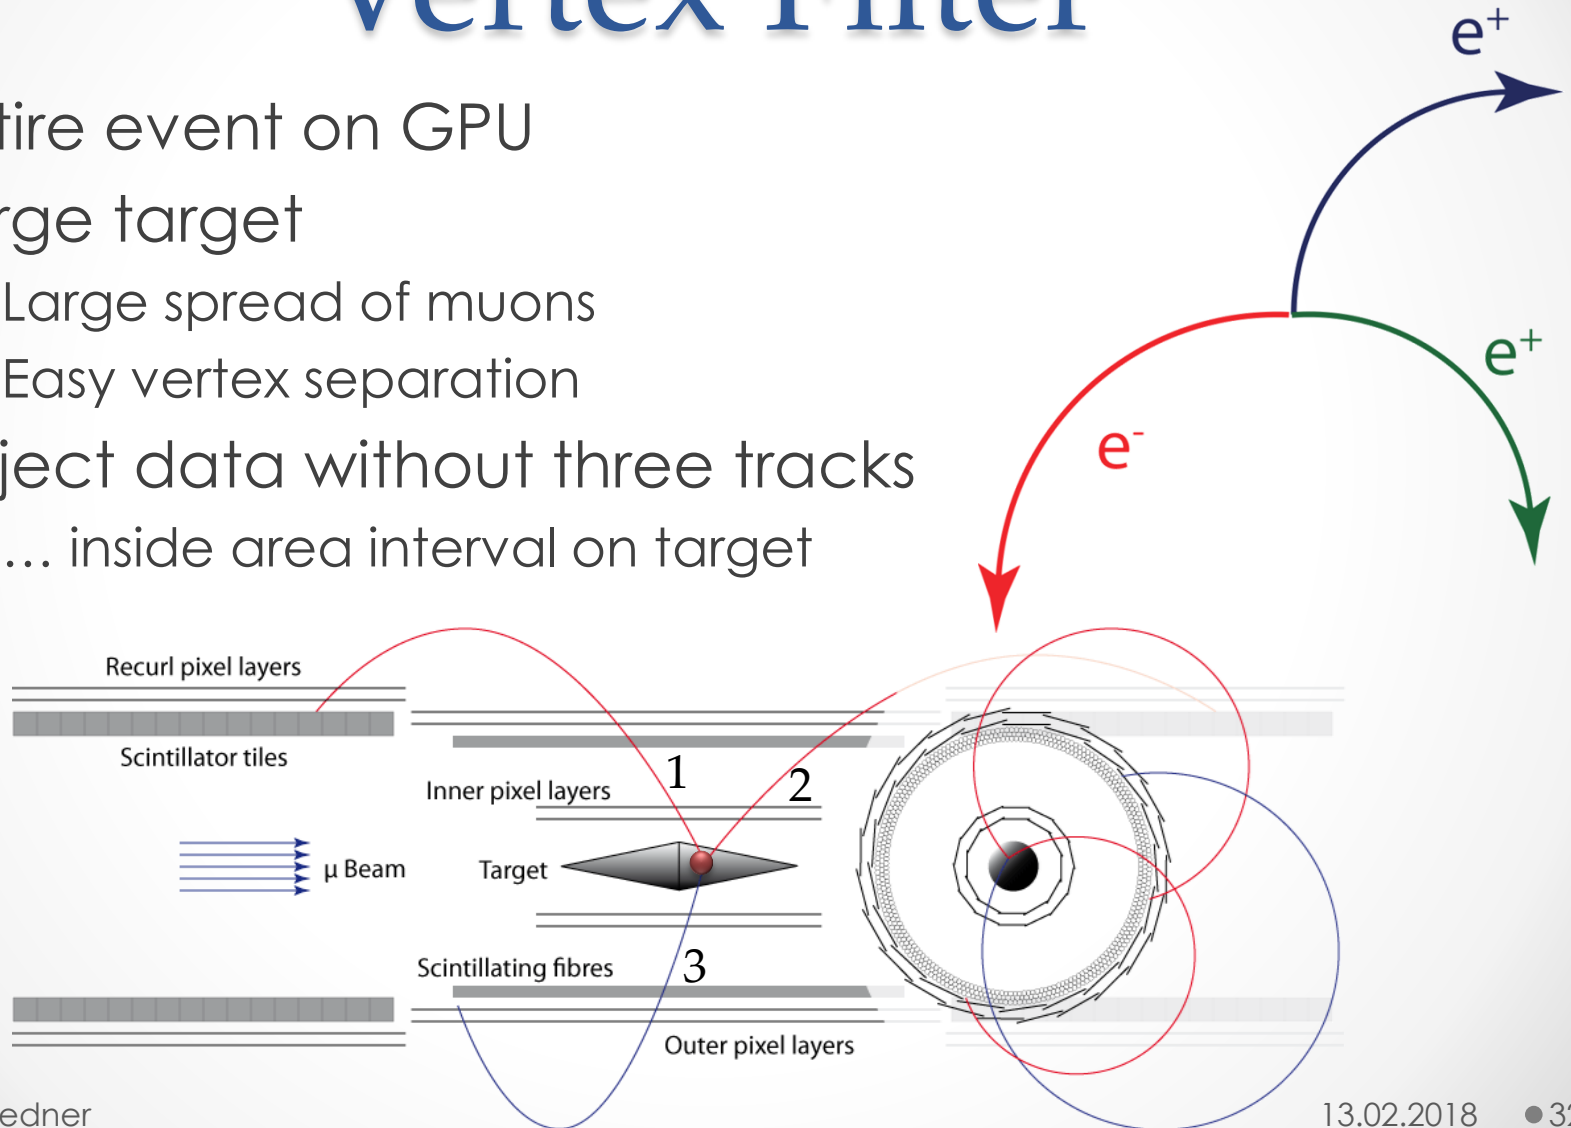 Vertex Filter
tire event on GPU
rge target
Large spread of muons
Easy vertex separation
ject data without three tracks
… inside area interval on target
e+
e+
e-
Recurl pixel layers
Scintillator tiles
Inner pixel layers
1
2
μ Beam
Target
Scintillating fibres
3
Outer pixel layers
edner
13.02.2018
32